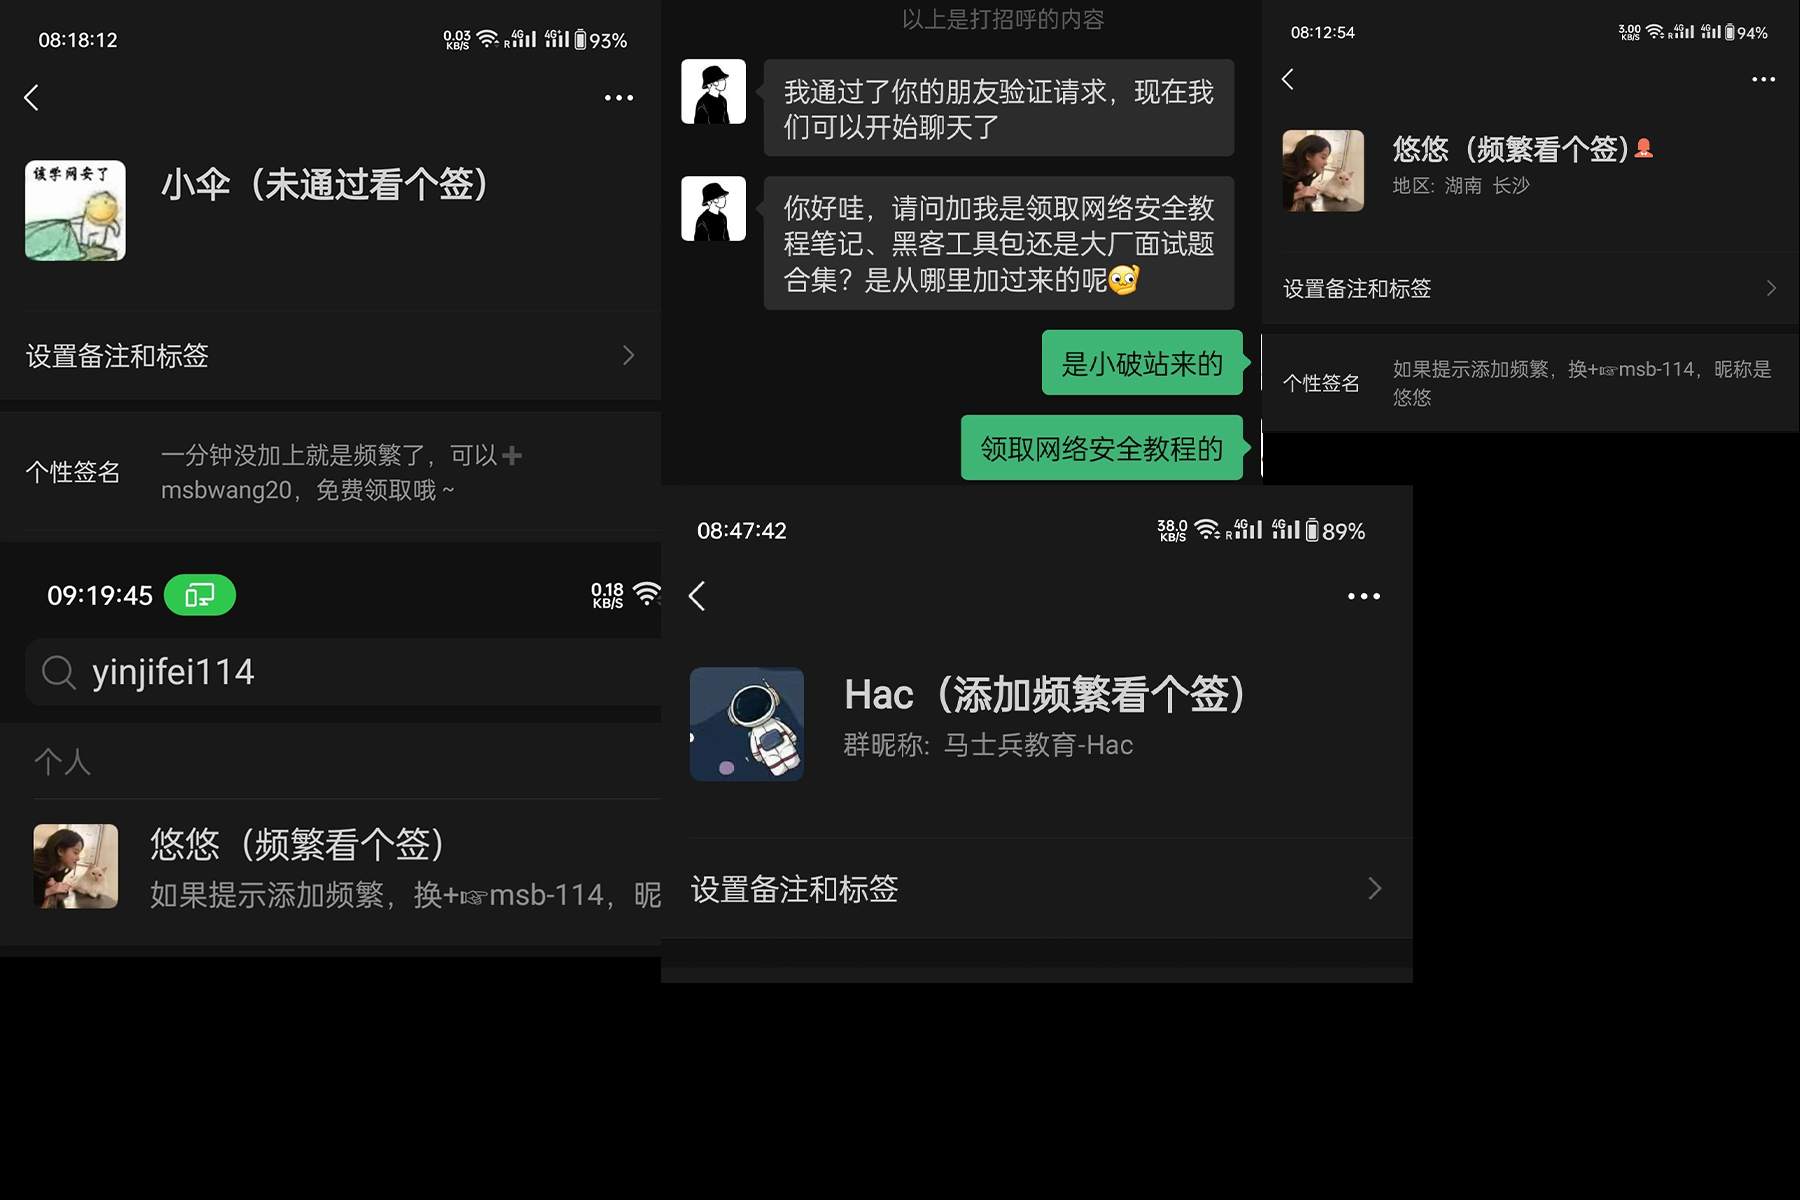 08:18:12
0.03 KB/S 4G 4G 93%
该学网安了
小伞（未通过看个签）
设置备注和标签
个性签名
一分钟没加上就是频繁了，可以➕
msbwang20，免费领取哦～
09:19:45
0.18 KB/S
yinjifei114
个人
悠悠（频繁看个签）
如果提示添加频繁，换+☞msb-114，昵
以上是打招呼的内容
我通过了你的朋友验证请求，现在我
们可以开始聊天了
你好哇，请问加我是领取网络安全教
程笔记、黑客工具包还是大厂面试题
合集？是从哪里加过来的呢
是小破站来的
领取网络安全教程的
08:47:42
38.0 KB/S R 4G 4G 89%
Hac（添加频繁看个签）
群昵称: 马士兵教育-Hac
设置备注和标签
08:12:54
3.00 KB/S R 4G 4G 94%
悠悠（频繁看个签）
地区: 湖南 长沙
设置备注和标签
个性签名
如果提示添加频繁，换+☞msb-114，昵称是
悠悠